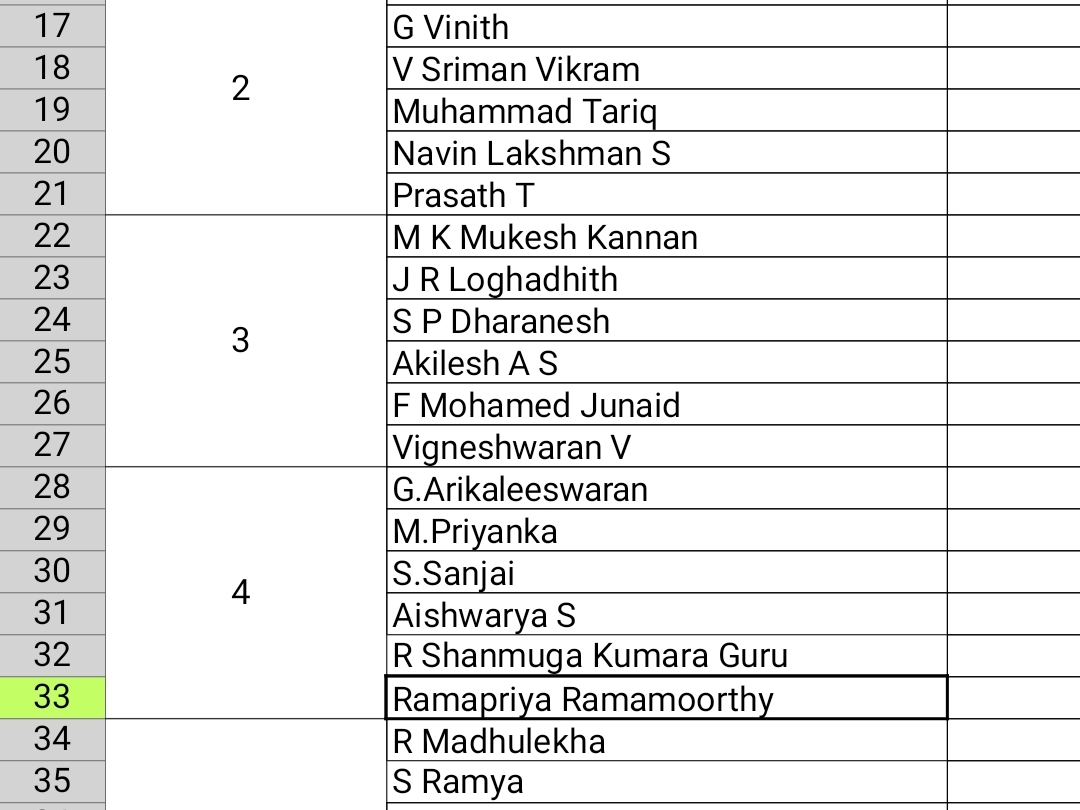 17 G Vinith
18 V Sriman Vikram
2
19 Muhammad Tariq
20 Navin Lakshman S
21 Prasath T
22 M K Mukesh Kannan
23 J R Loghadhith
24 S P Dharanesh
3
25 Akilesh A S
26 F Mohamed Junaid
27 Vigneshwaran V
28 G.Arikaleeswaran
29 M.Priyanka
30 S.Sanjai
4
31 Aishwarya S
32 R Shanmuga Kumara Guru
33 Ramapriya Ramamoorthy
34 R Madhulekha
35 S Ramya